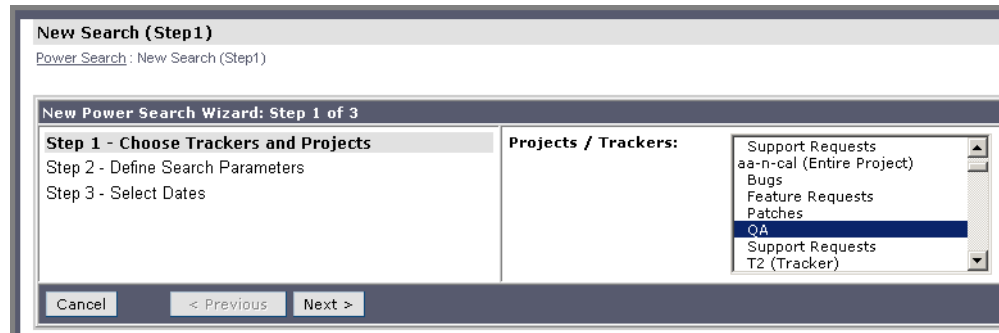 New Search (Step1)
Power Search : New Search (Step1)
New Power Search Wizard: Step 1 of 3
Step 1 - Choose Trackers and Projects
Step 2 - Define Search Parameters
Step 3 - Select Dates
Projects / Trackers:
Support Requests
aa-n-cal (Entire Project)
Bugs
Feature Requests
Patches
QA
Support Requests
T2 (Tracker)
Cancel
< Previous
Next >